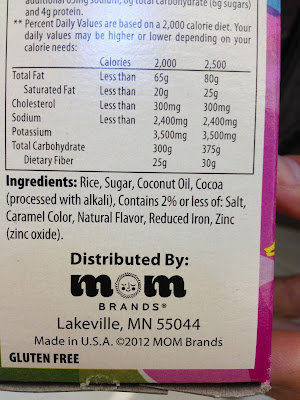 additional using sodium, 6g total carbohydrate (6g sugars)
and 4g protein.
** Percent Daily Values are based on a 2,000 calorie diet. Your
daily values may be higher or lower depending on your
calorie needs:
Calories 2,000 2,500
Total Fat Less than 65g 80g
Saturated Fat Less than 20g 25g
Cholesterol Less than 300mg 300mg
Sodium Less than 2,400mg 2,400mg
Potassium 3,500mg 3,500mg
Total Carbohydrate 300g 375g
Dietary Fiber 25g 30g
Ingredients: Rice, Sugar, Coconut Oil, Cocoa
(processed with alkali), Contains 2% or less of: Salt,
Caramel Color, Natural Flavor, Reduced Iron, Zinc
(zinc oxide).
Distributed By:
mom
BRANDS®
Lakeville, MN 55044
Made in U.S.A. ©2012 MOM Brands
GLUTEN FREE